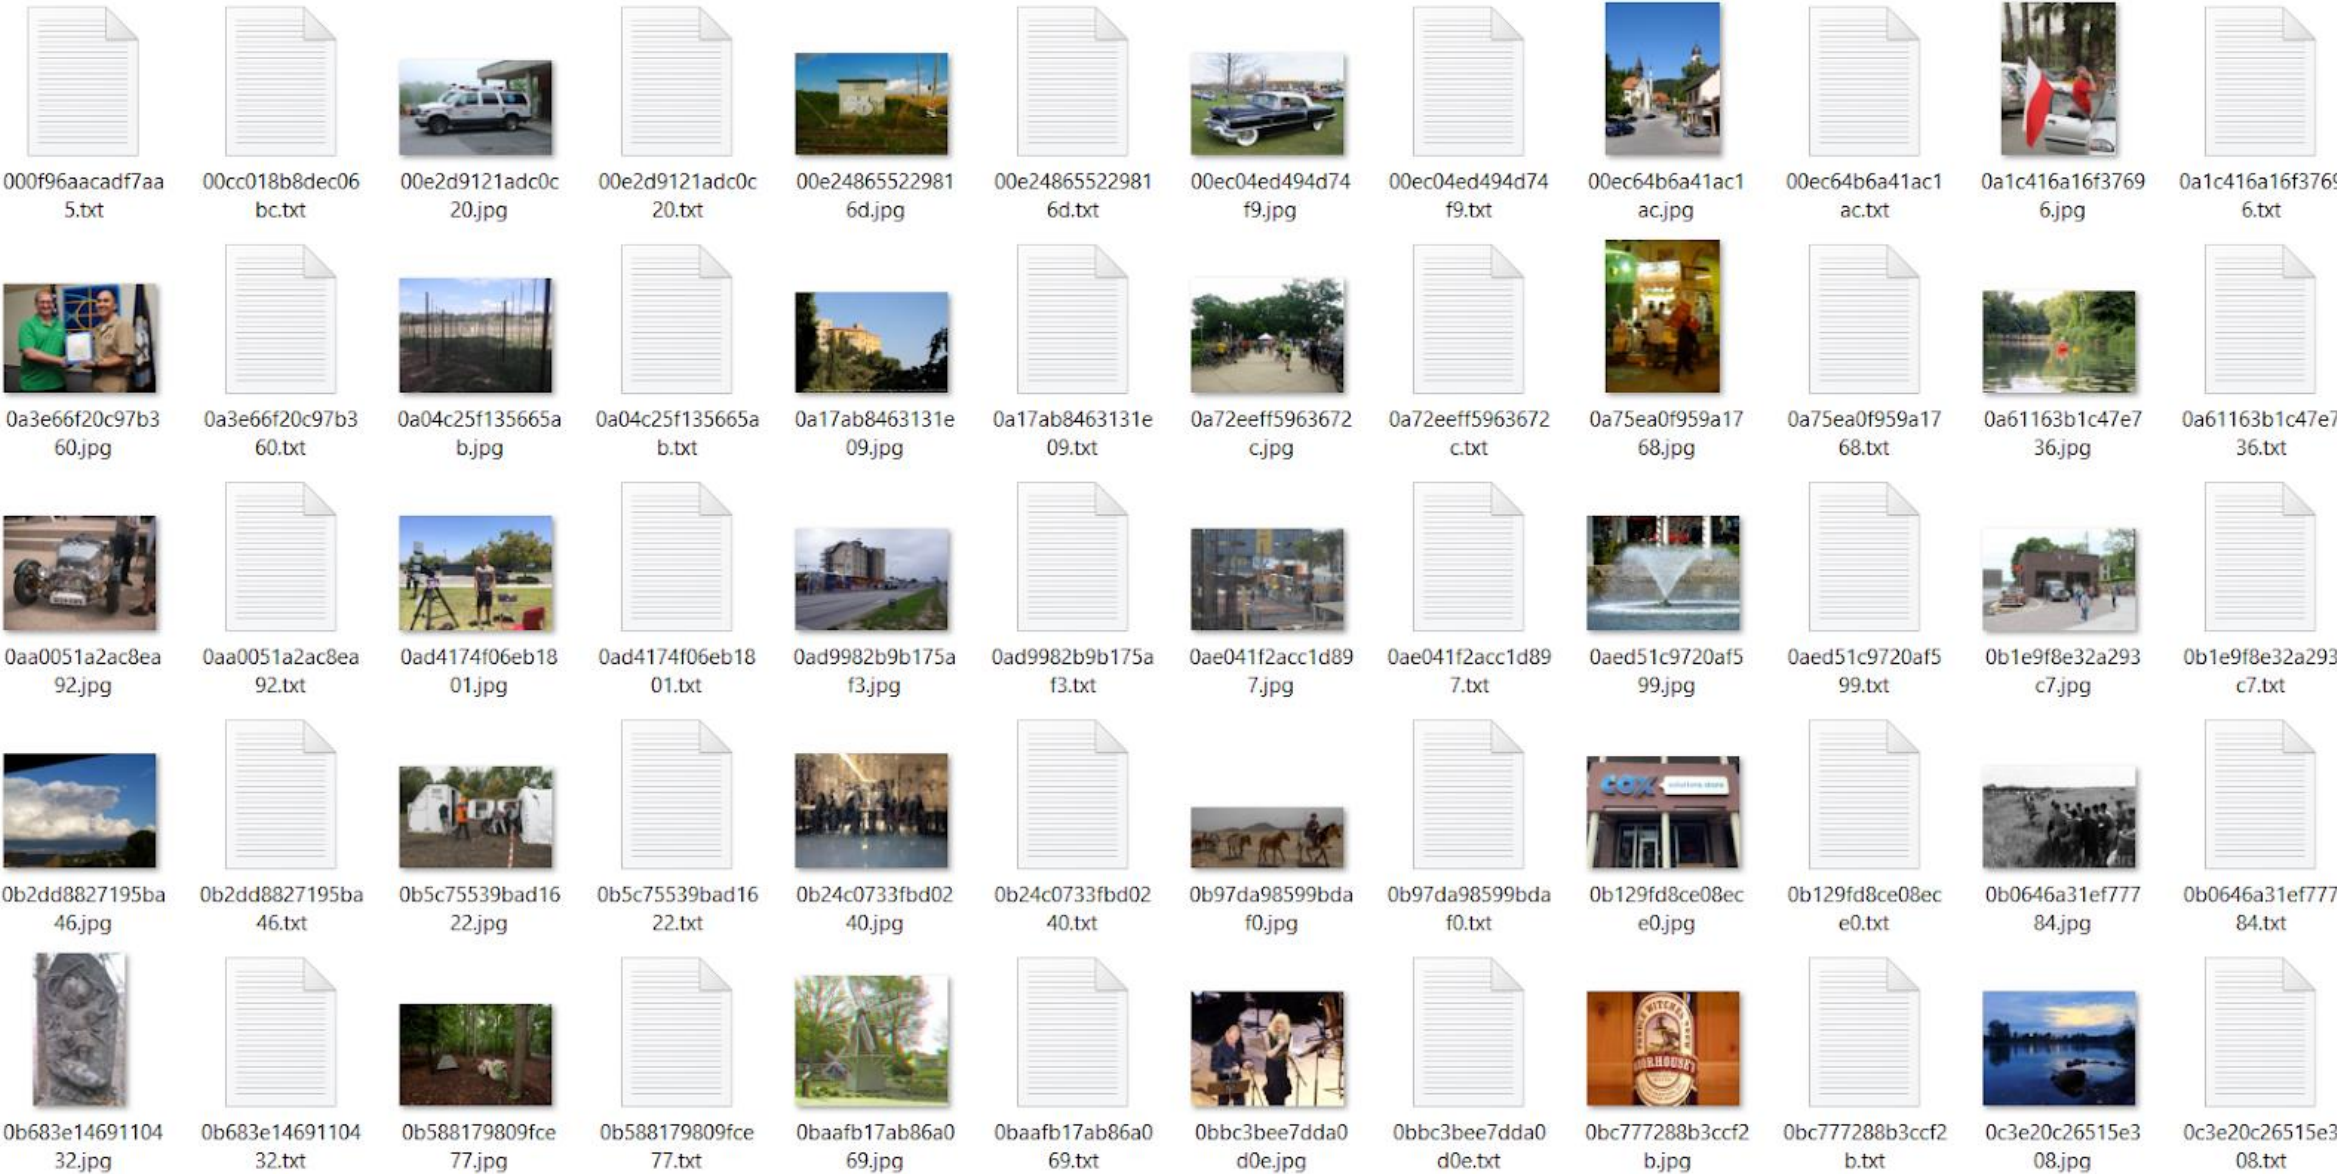 000f96aacadf7aa 00cc018b8dec06 00e2d9121adc0c 00e2d9121adc0c 00e24865522981 00e24865522981 00ec04ed494d74 00ec04ed494d74 00ec64b6a41ac1 00ec64b6a41ac1 0a1c416a16f3769 0a1c416a16f3769
5.txt bc.txt 20.jpg 20.txt 6d.jpg 6d.txt f9.jpg f9.txt ac.jpg ac.txt 6.jpg 6.txt
0a3e66f20c97b3 0a3e66f20c97b3 0a04c25f135665a 0a04c25f135665a 0a17ab8463131e 0a17ab8463131e 0a72eeff5963672 0a72eeff5963672 0a75ea0f959a17 0a75ea0f959a17 0a61163b1c47e7 0a61163b1c47e7
60.jpg 60.txt b.jpg b.txt 09.jpg 09.txt c.jpg c.txt 68.jpg 68.txt 36.jpg 36.txt
0aa0051a2ac8ea 0aa0051a2ac8ea 0ad4174f06eb18 0ad4174f06eb18 0ad9982b9b175a 0ad9982b9b175a 0ae041f2acc1d89 0ae041f2acc1d89 0aed51c9720af5 0aed51c9720af5 0b1e9f8e32a293 0b1e9f8e32a293
92.jpg 92.txt 01.jpg 01.txt f3.jpg f3.txt 7.jpg 7.txt 99.jpg 99.txt c7.jpg c7.txt
cox solutions store
0b2dd8827195ba 0b2dd8827195ba 0b5c75539bad16 0b5c75539bad16 0b24c0733fbd02 0b24c0733fbd02 0b97da98599bda 0b97da98599bda 0b129fd8ce08ec 0b129fd8ce08ec 0b0646a31ef777 0b0646a31ef777
46.jpg 46.txt 22.jpg 22.txt 40.jpg 40.txt f0.jpg f0.txt e0.jpg e0.txt 84.jpg 84.txt
0b683e14691104 0b683e14691104 0b588179809fce 0b588179809fce 0baafb17ab86a0 0baafb17ab86a0 0bbc3bee7dda0 0bbc3bee7dda0 0bc777288b3ccf2 0bc777288b3ccf2 0c3e20c26515e3 0c3e20c26515e3
32.jpg 32.txt 77.jpg 77.txt 69.jpg 69.txt d0e.jpg d0e.txt b.jpg b.txt 08.jpg 08.txt